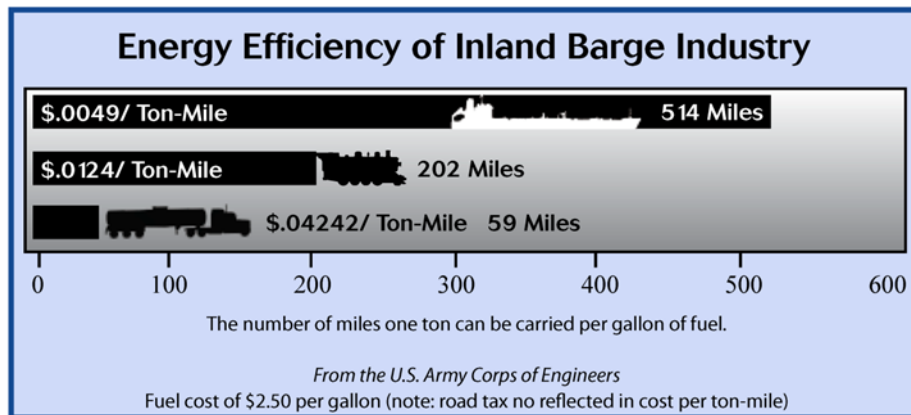 Energy Efficiency of Inland Barge Industry
$.0049/ Ton-Mile 514 Miles
$.0124/ Ton-Mile 202 Miles
$.04242/ Ton-Mile 59 Miles
0 100 200 300 400 500 600
The number of miles one ton can be carried per gallon of fuel.
From the U.S. Army Corps of Engineers
Fuel cost of $2.50 per gallon (note: road tax no reflected in cost per ton-mile)